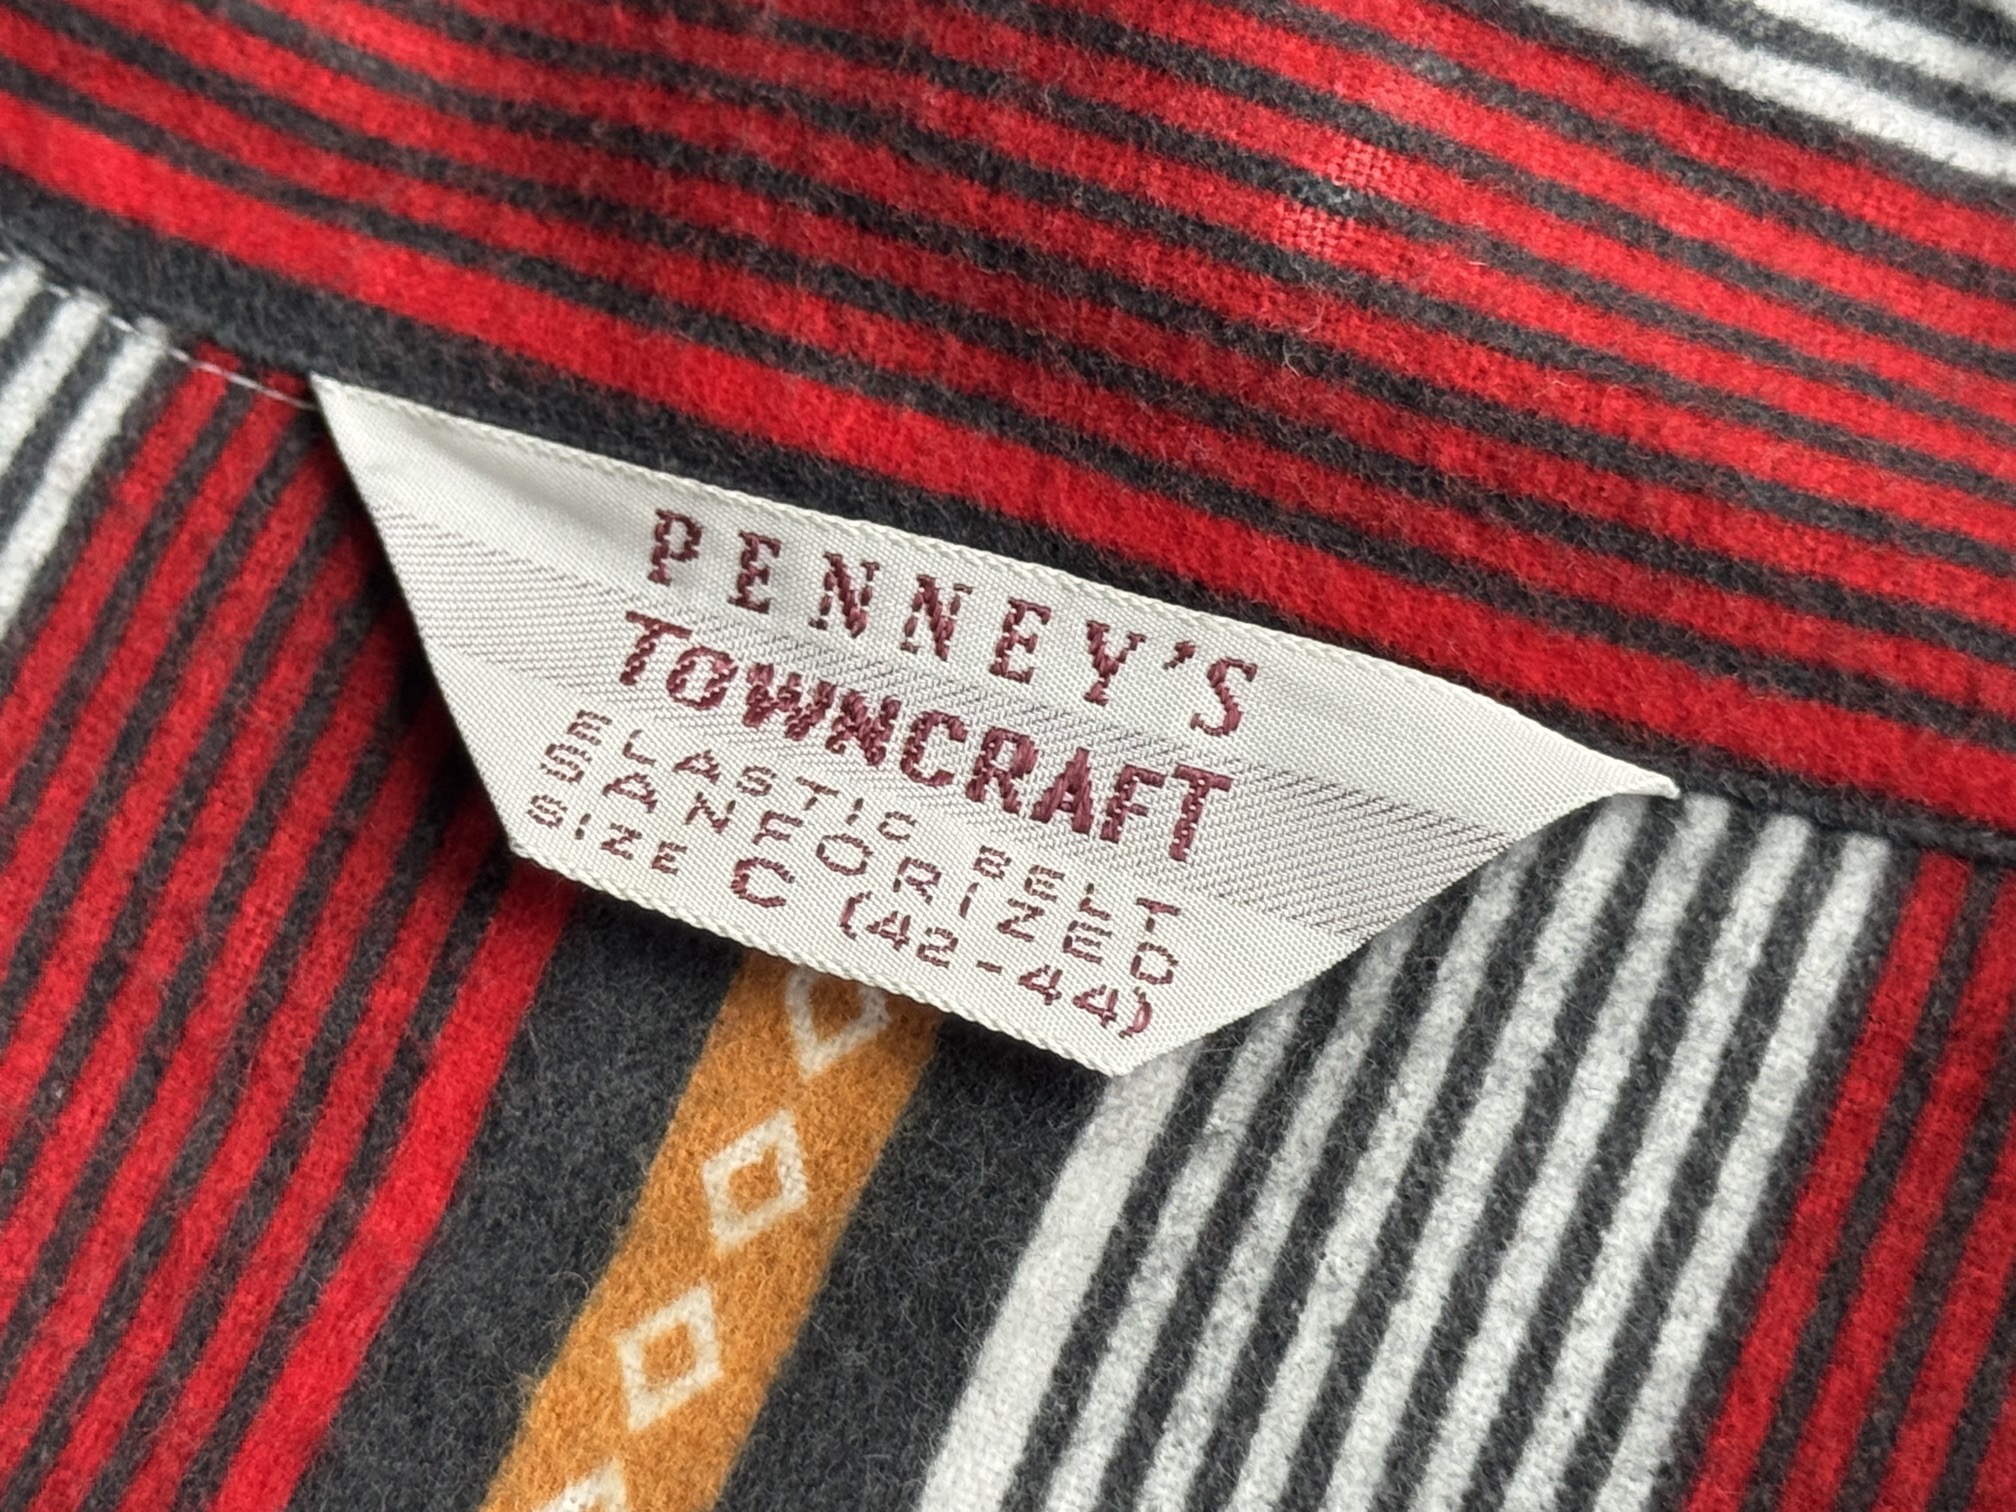 PENNEY'S
TOWNCRAFT
ELASTIC BELT
SANFORIZED
SIZE C (42-44)